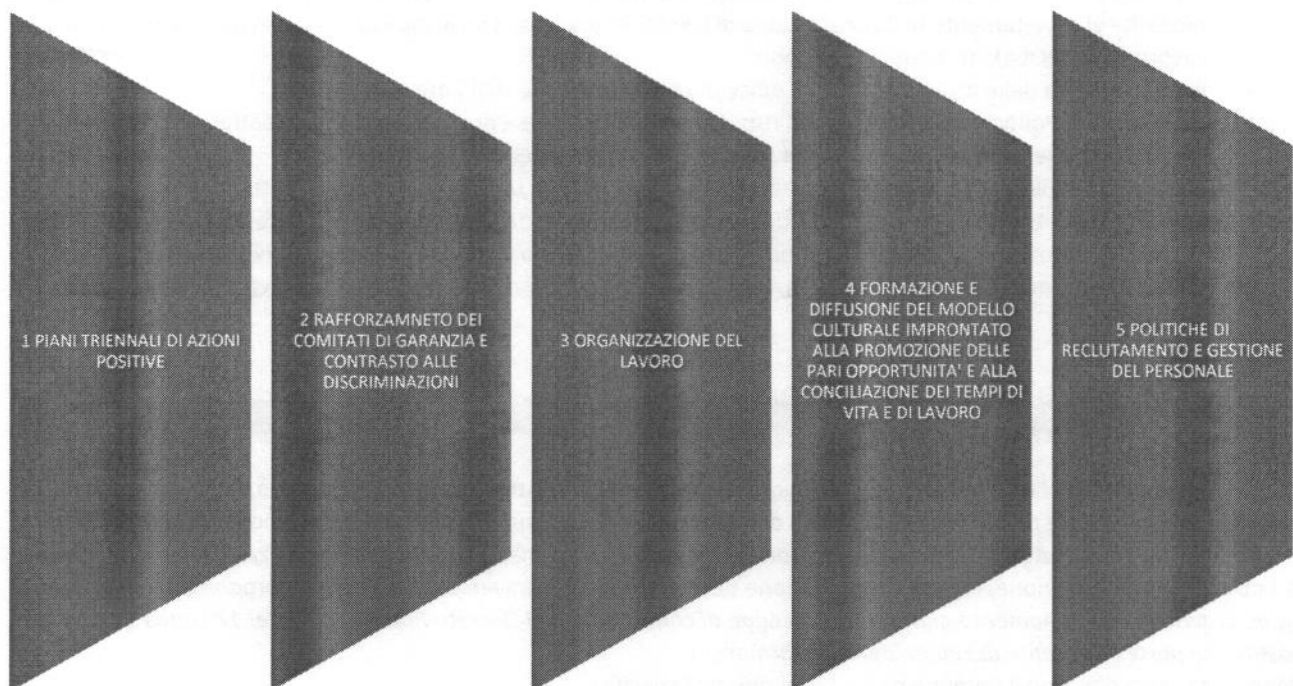 1 PIANI TRIENNALI DI AZIONI
POSITIVE
2 RAFFORZAMNETO DEI
COMITATI DI GARANZIA E
CONTRASTO ALLE
DISCRIMINAZIONI
3 ORGANIZZAZIONE DEL
LAVORO
4 FORMAZIONE E
DIFFUSIONE DEL MODELLO
CULTURALE IMPRONTATO
ALLA PROMOZIONE DELLE
PARI OPPORTUNITA' E ALLA
CONCILIAZIONE DEI TEMPI DI
VITA E DI LAVORO
5 POLITICHE DI
RECLUTAMENTO E GESTIONE
DEL PERSONALE